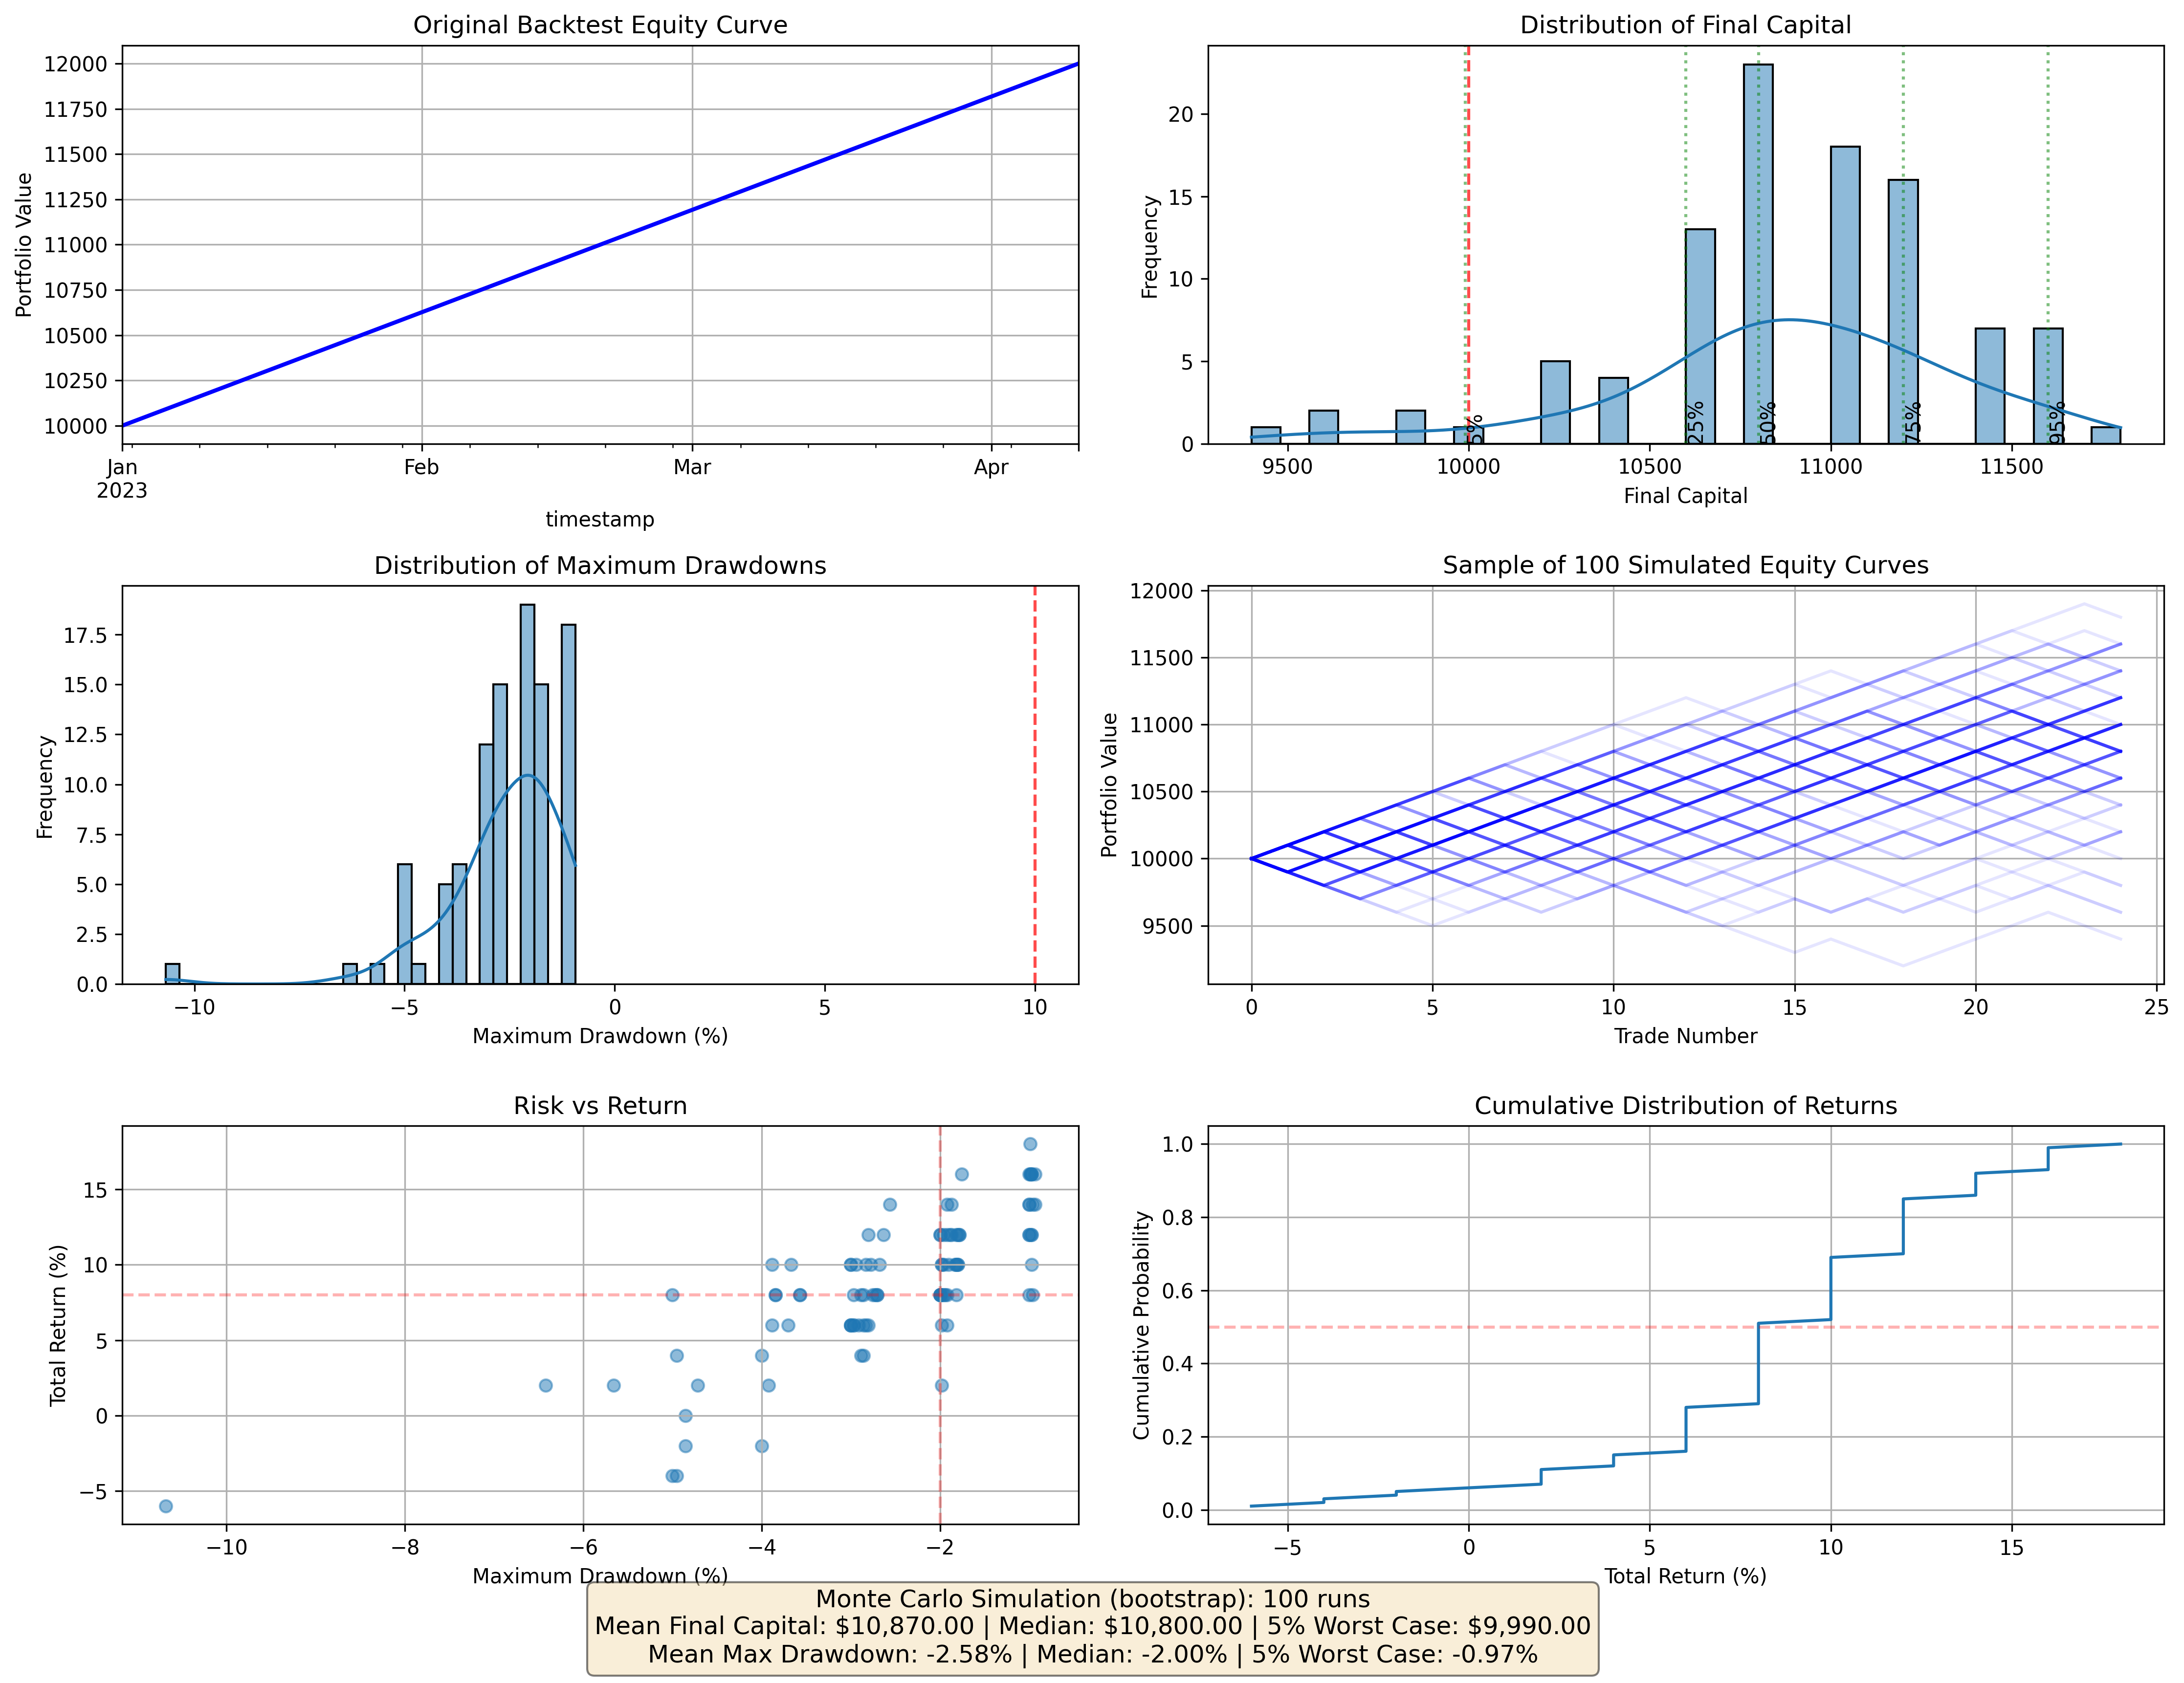 Original Backtest Equity Curve
Portfolio Value
12000
11750
11500
11250
11000
10750
10500
10250
10000
Jan
2023
Feb
Mar
Apr
timestamp
Distribution of Final Capital
Frequency
20
15
10
5
0
5%
25%
50%
75%
95%
9500
10000
10500
11000
11500
Final Capital
Distribution of Maximum Drawdowns
Frequency
17.5
15.0
12.5
10.0
7.5
5.0
2.5
0.0
−10
−5
0
5
10
Maximum Drawdown (%)
Sample of 100 Simulated Equity Curves
Portfolio Value
12000
11500
11000
10500
10000
9500
0
5
10
15
20
25
Trade Number
Risk vs Return
Total Return (%)
15
10
5
0
−5
−10
−8
−6
−4
−2
Maximum Drawdown (%)
Cumulative Distribution of Returns
Cumulative Probability
1.0
0.8
0.6
0.4
0.2
0.0
−5
0
5
10
15
Total Return (%)
Monte Carlo Simulation (bootstrap): 100 runs
Mean Final Capital: $10,870.00 | Median: $10,800.00 | 5% Worst Case: $9,990.00
Mean Max Drawdown: -2.58% | Median: -2.00% | 5% Worst Case: -0.97%